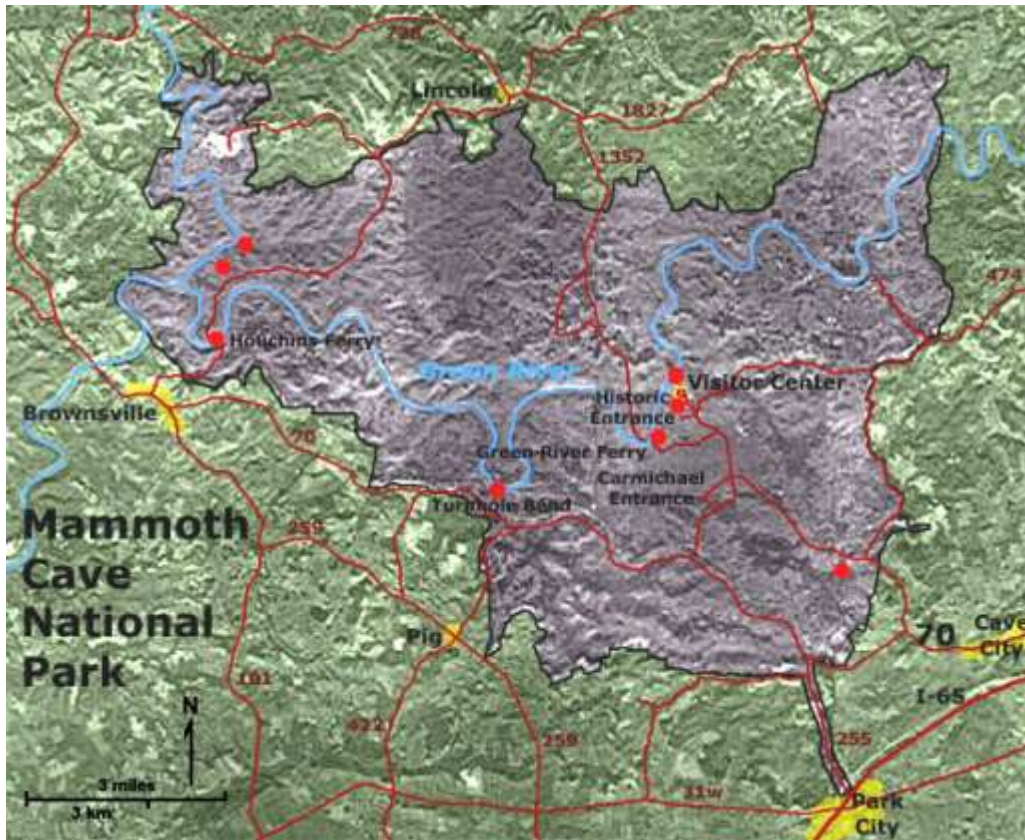 728
Lincoln
1827
1352
474
Houchins Ferry
Green River
Visitor Center
Historic
Entrance
Brownsville
70
Green River Ferry
Carmichael
Entrance
Turnhole Bend
Mammoth
Cave
National
Park
259
Pig
70
Cave
City
I-65
101
N
422
259
255
3 miles
3 km
31w
Park
City